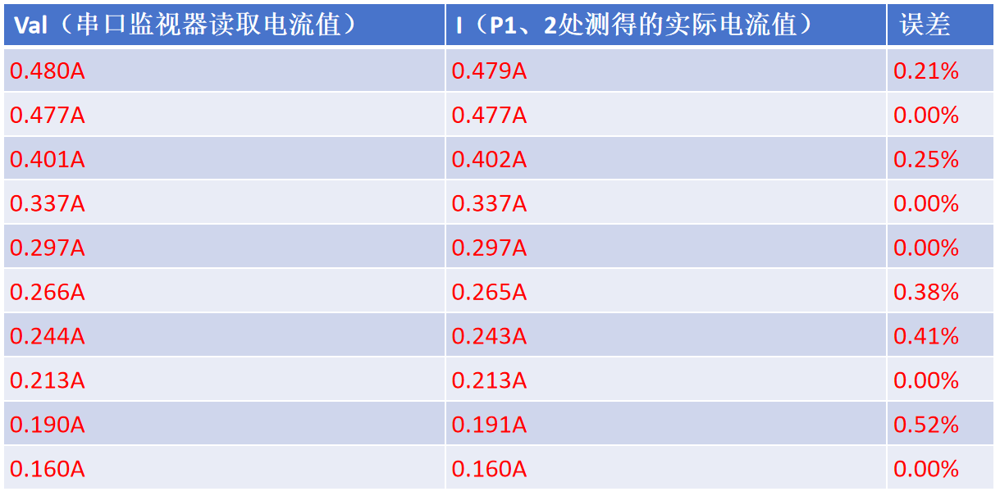 Val（串口监视器读取电流值） I（P1、2处测得的实际电流值） 误差
0.480A 0.479A 0.21%
0.477A 0.477A 0.00%
0.401A 0.402A 0.25%
0.337A 0.337A 0.00%
0.297A 0.297A 0.00%
0.266A 0.265A 0.38%
0.244A 0.243A 0.41%
0.213A 0.213A 0.00%
0.190A 0.191A 0.52%
0.160A 0.160A 0.00%